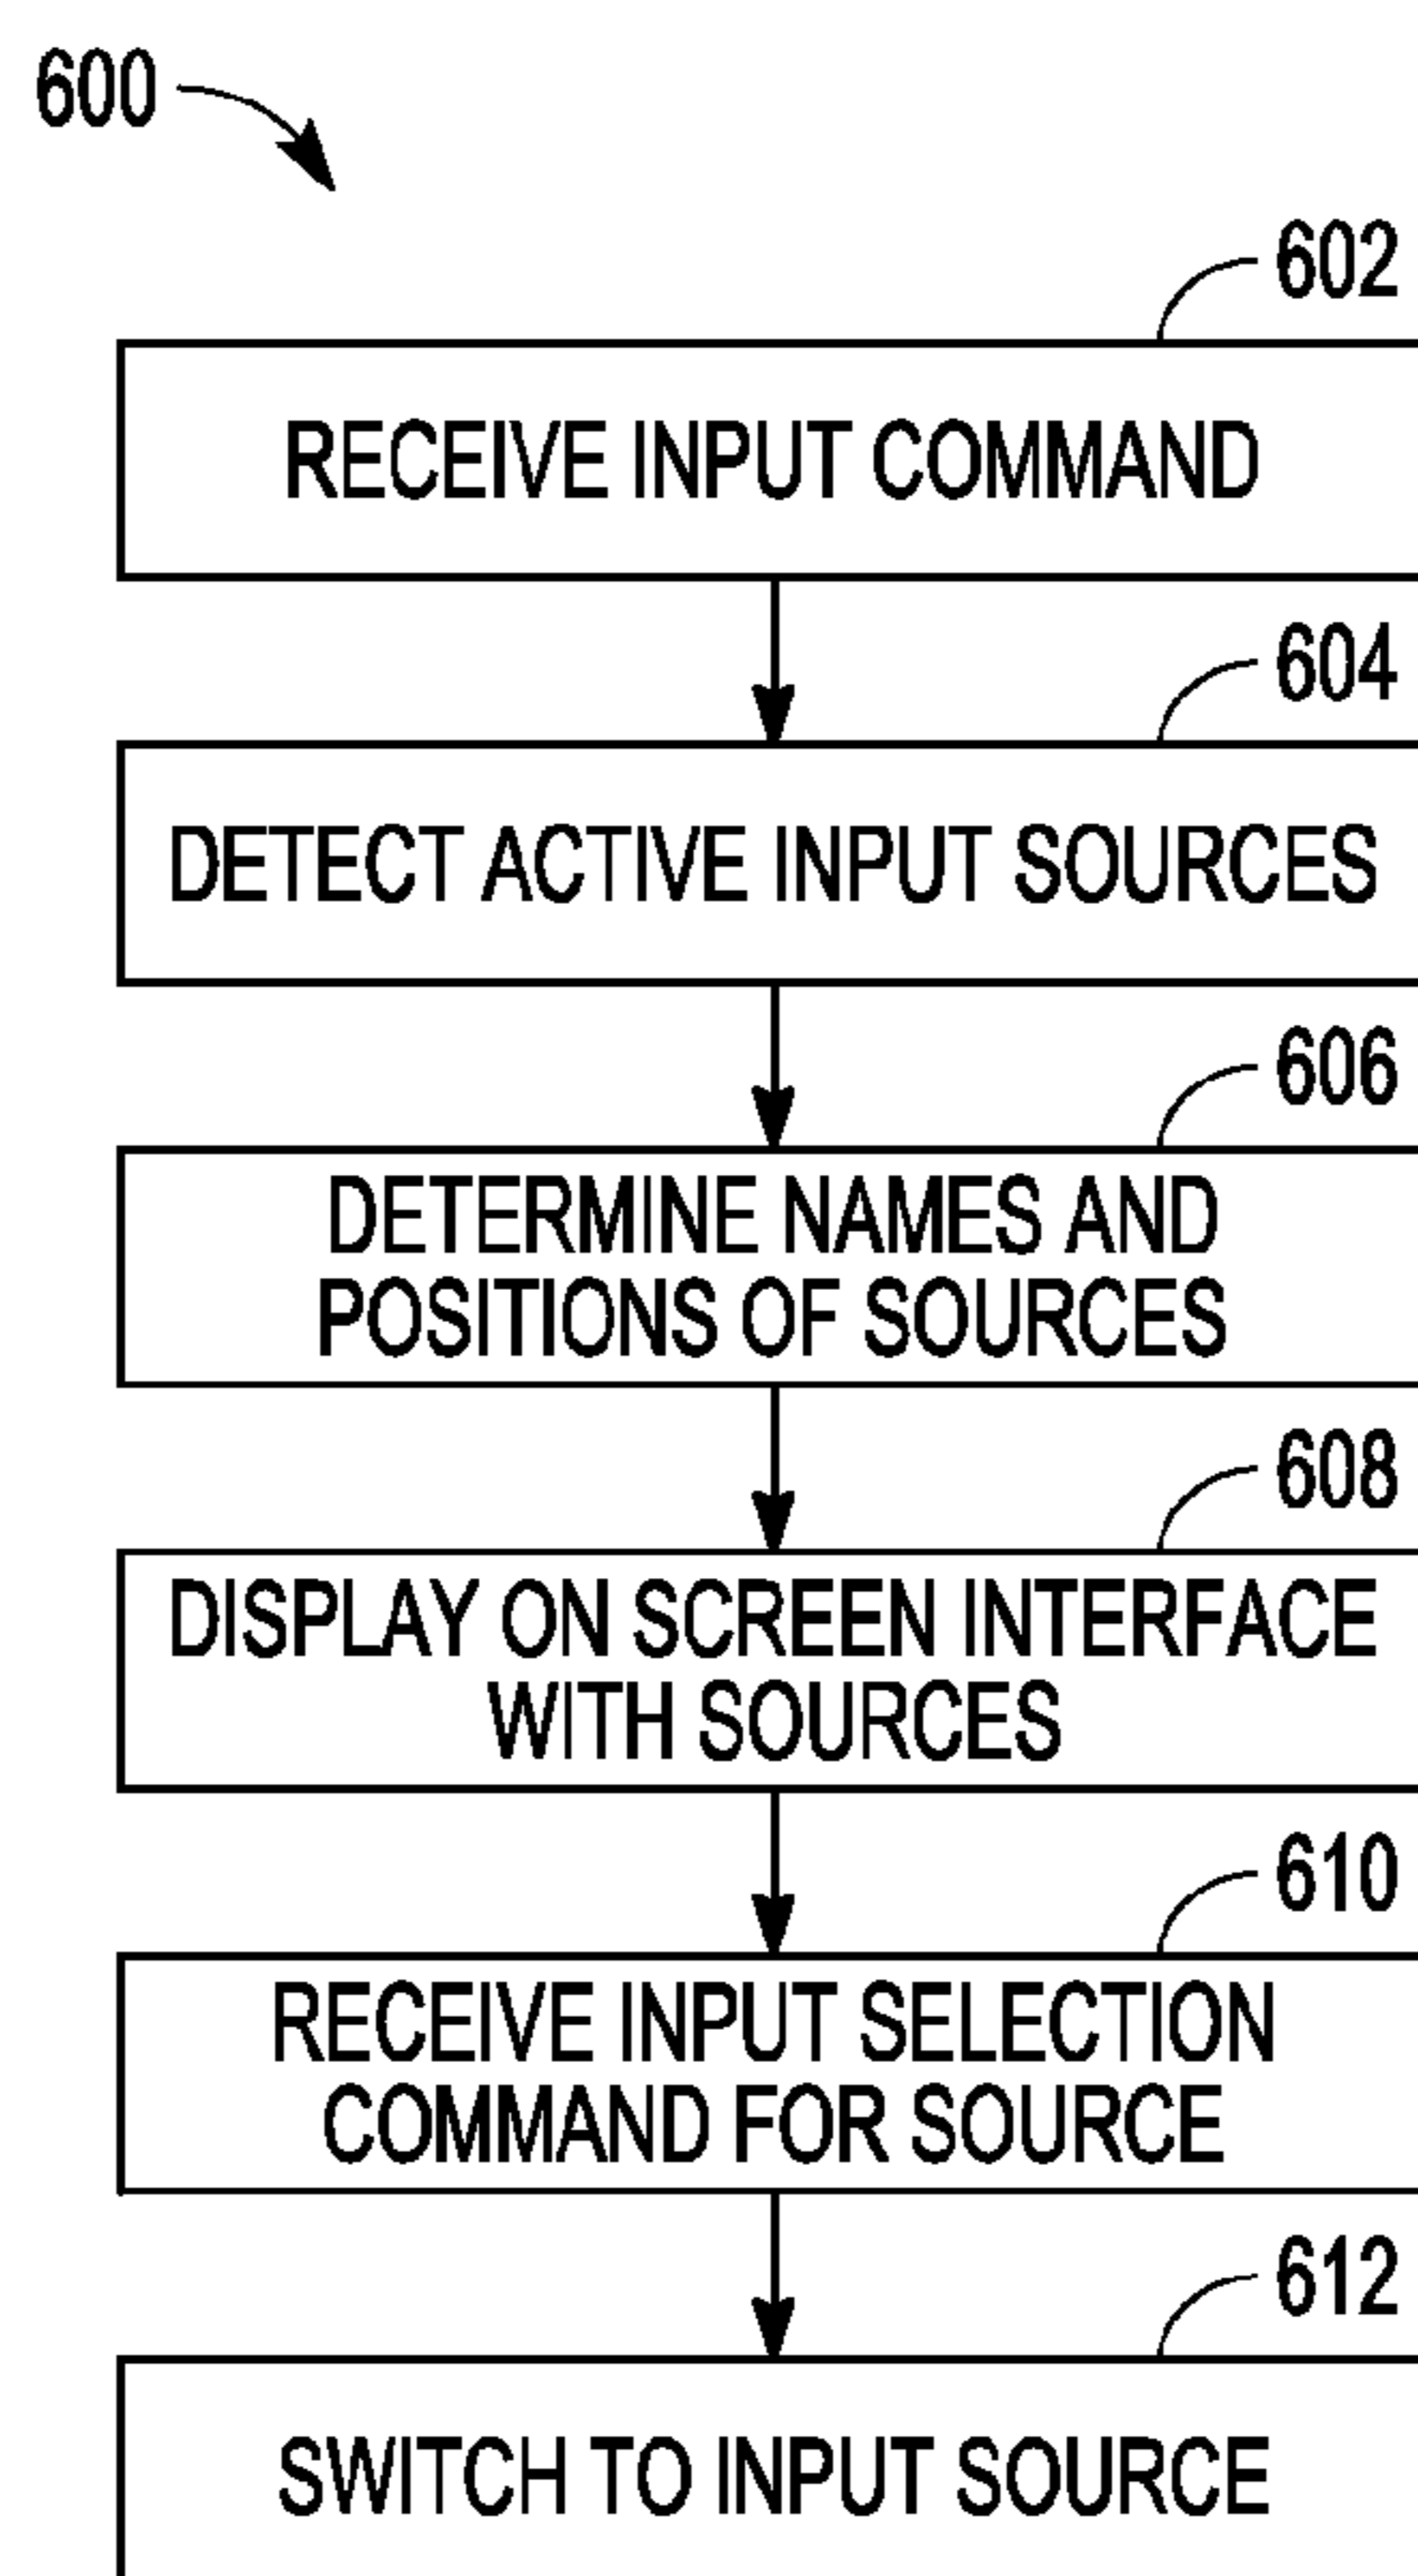 600
602
RECEIVE INPUT COMMAND
604
DETECT ACTIVE INPUT SOURCES
606
DETERMINE NAMES AND
POSITIONS OF SOURCES
608
DISPLAY ON SCREEN INTERFACE
WITH SOURCES
610
RECEIVE INPUT SELECTION
COMMAND FOR SOURCE
612
SWITCH TO INPUT SOURCE